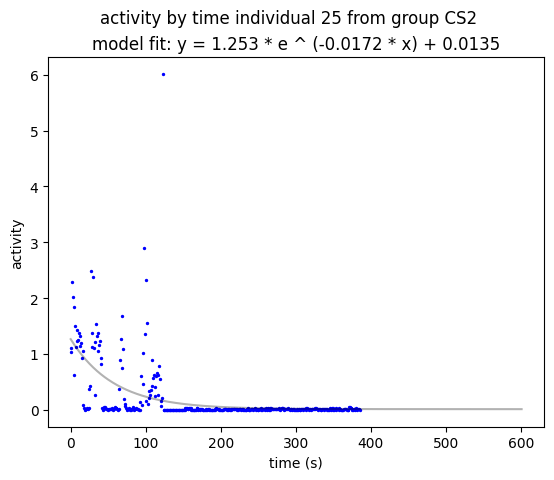 activity by time individual 25 from group CS2
model fit: y = 1.253 * e ^ (-0.0172 * x) + 0.0135
6
5
4
3
2
1
0
activity
0 100 200 300 400 500 600
time (s)